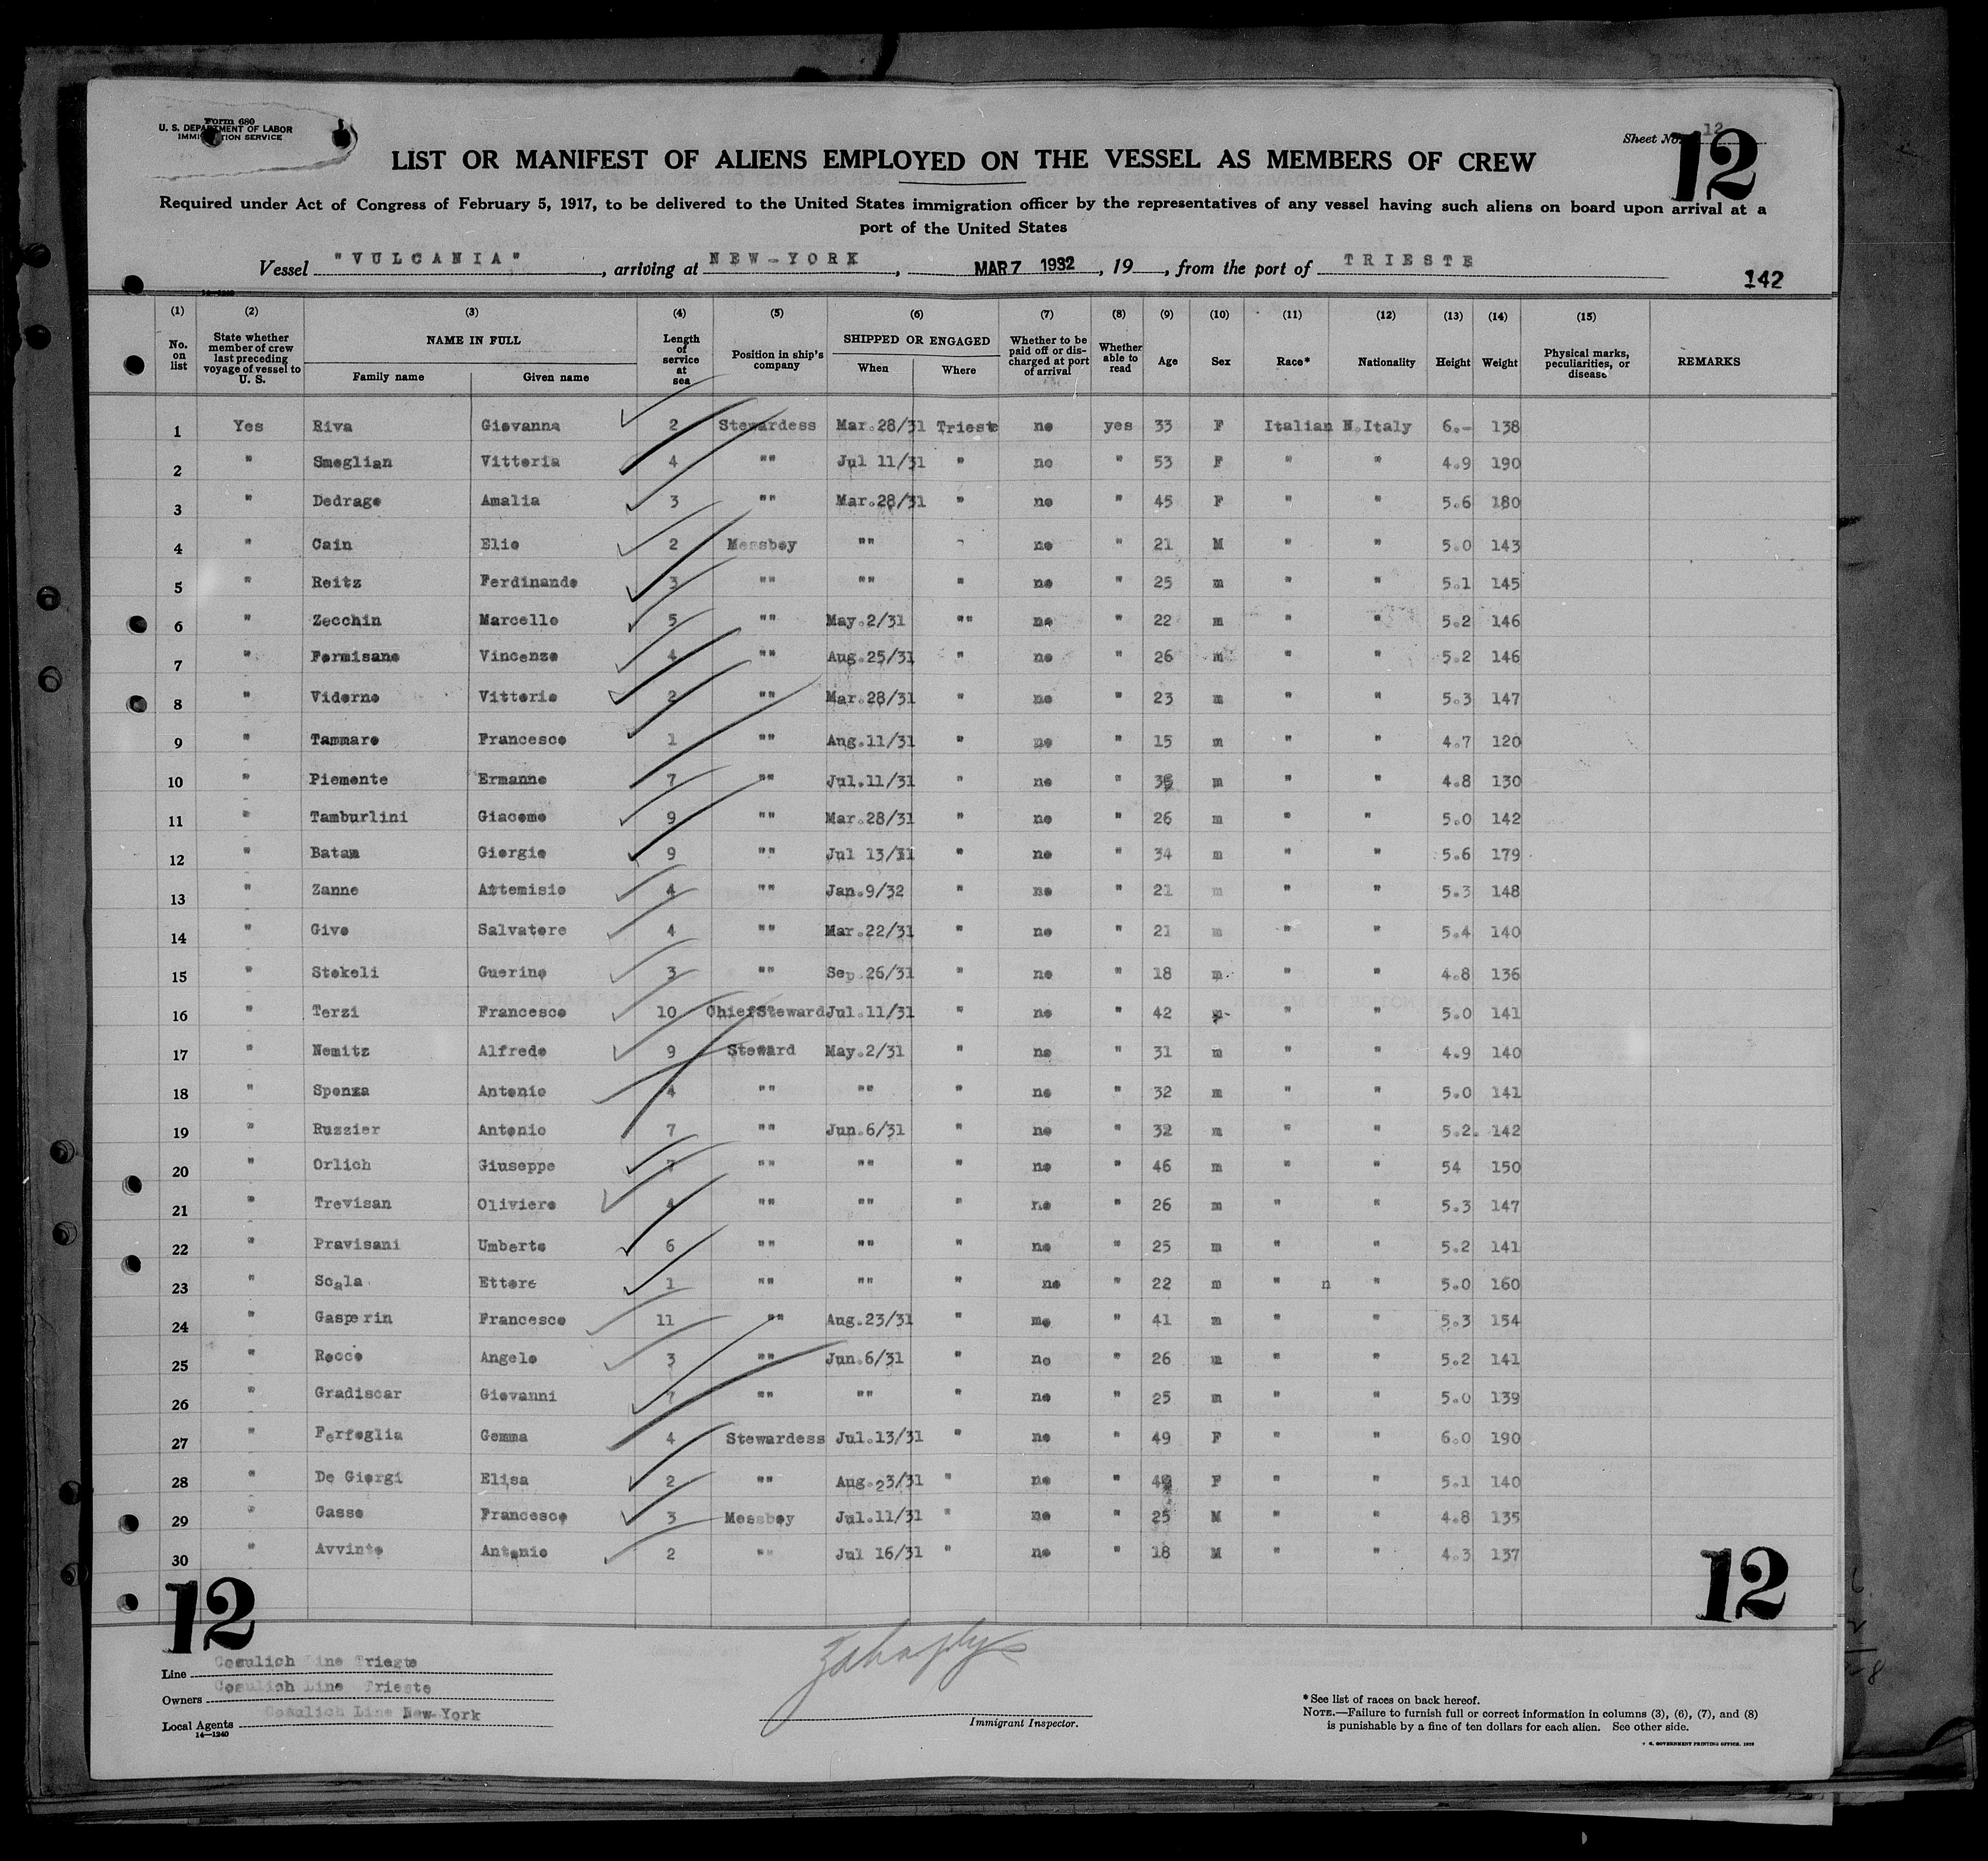 Form 680
U. S. DEPARTMENT OF LABOR
IMMIGRATION SERVICE
Sheet No. 12
12
LIST OR MANIFEST OF ALIENS EMPLOYED ON THE VESSEL AS MEMBERS OF CREW
Required under Act of Congress of February 5, 1917, to be delivered to the United States immigration officer by the representatives of any vessel having such aliens on board upon arrival at a
port of the United States
Vessel "VULCANIA", arriving at NEW-YORK, MAR 7 1932, 19, from the port of TRIESTE
142
(1) (2) (3) (4) (5) (6) (7) (8) (9) (10) (11) (12) (13) (14) (15)
No. on list State whether member of crew last preceding voyage of vessel to U. S. NAME IN FULL Family name Given name Length of service at sea Position in ship's company SHIPPED OR ENGAGED When Where Whether to be paid off or discharged at port of arrival Whether able to read Age Sex Race* Nationality Height Weight Physical marks, peculiarities, or disease REMARKS
1 Yes Riva Giovanna 2 Stewardess Mar.28/31 Trieste no yes 33 F Italian N.Italy 6.- 138
2 " Smoglian Vittoria 4 "" Jul 11/31 " no " 53 F " " 4.9 190
3 " Dedrago Amalia 3 "" Mar.28/31 " no " 45 F " " 5.6 180
4 " Cain Elio 2 Messboy "" " no " 21 M " " 5.0 143
5 " Reitz Ferdinando 3 "" "" " no " 25 m " " 5.1 145
6 " Zecchin Marcello 5 "" May.2/31 "" no " 22 m " " 5.2 146
7 " Formisano Vincenzo 4 "" Aug.25/31 " no " 26 m " " 5.2 146
8 " Viderno Vittorio 2 "" Mar.28/31 " no " 23 m " " 5.3 147
9 " Tammaro Francesco 1 "" Aug.11/31 " no " 15 m " " 4.7 120
10 " Piemonte Ermanno 7 "" Jul.11/31 " no " m " " 4.8 130
11 " Tamburlini Giacomo 9 "" Mar.28/31 " no " 26 m " " 5.0 142
12 " Batam Giorgio 9 "" Jul 13/31 " no " 34 m " " 5.6 179
13 " Zanne Attemisio 4 "" Jan.9/32 " no " 21 m " " 5.3 148
14 " Givo Salvatore 4 "" Mar.22/31 " no " 21 m " " 5.4 140
15 " Stokeli Guerino 3 "" Sep.26/31 " no " 18 m " " 4.8 136
16 " Terzi Francesco 10 ChiefSteward Jul.11/31 " no " 42 m " " 5.0 141
17 " Nemitz Alfredo 9 Steward May.2/31 " no " 31 m " " 4.9 140
18 " Sponza Antonio 4 "" "" " no " 32 m " " 5.0 141
19 " Ruzzier Antonio 7 "" Jun.6/31 " no " 32 m " " 5.2. 142
20 " Orlich Giuseppe 7 "" "" " no " 46 m " " 54 150
21 " Trevisan Oliviero 4 "" "" " no " 26 m " " 5.3 147
22 " Pravisani Umberto 6 "" "" " no " 25 m " " 5.2 141
23 " Scala Ettore 1 "" "" " no " 22 m " n " 5.0 160
24 " Gasperin Francesco 11 "" Aug.23/31 " mo " 41 m " " 5.3 154
25 " Rocco Angelo 3 "" Jun.6/31 " no " 26 m " " 5.2 141
26 " Gradiscar Giovanni 7 "" "" " no " 25 m " " 5.0 139
27 " Ferfoglia Gemma 4 Stewardess Jul.13/31 " no " 49 F " " 6.0 190
28 " De Giorgi Elisa 2 "" Aug.23/31 " no " F " " 5.1 140
29 " Gasso Francesco 3 Messboy Jul.11/31 " no " 25 M " " 4.8 135
30 " Avvinto Antonio 2 "" Jul 16/31 " no " 18 M " " 4.3 137
12
12
Line Cosulich Line Trieste
Owners Cosulich Line Trieste
Local Agents Cosulich Line New-York
14—1240
Immigrant Inspector.
*See list of races on back hereof.
NOTE.—Failure to furnish full or correct information in columns (3), (6), (7), and (8)
is punishable by a fine of ten dollars for each alien. See other side.